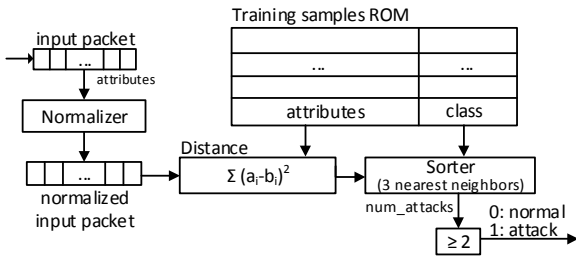 Training samples ROM
input packet
...
attributes
... ...
Normalizer
attributes class
Distance
...
Σ (aᵢ-bᵢ)²
Sorter
(3 nearest neighbors)
normalized
input packet
num_attacks
0: normal
1: attack
≥ 2